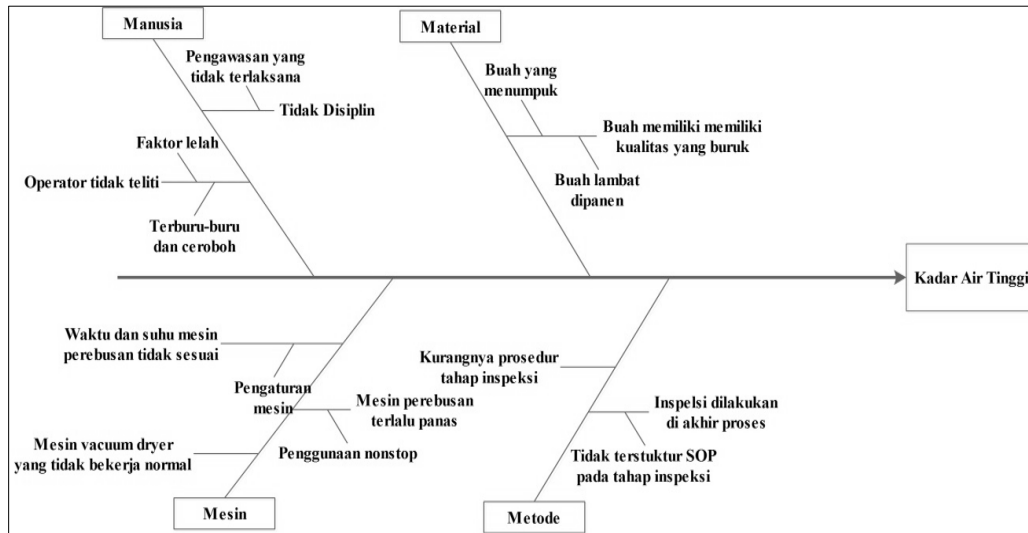 Manusia
Material
Pengawasan yang
tidak terlaksana
Tidak Disiplin
Faktor lelah
Operator tidak teliti
Terburu-buru
dan ceroboh
Buah yang
menumpuk
Buah memiliki memiliki
kualitas yang buruk
Buah lambat
dipanen
Kadar Air Tinggi
Waktu dan suhu mesin
perebusan tidak sesuai
Pengaturan
mesin
Mesin perebusan
terlalu panas
Penggunaan nonstop
Mesin vacuum dryer
yang tidak bekerja normal
Kurangnya prosedur
tahap inspeksi
Inspelsi dilakukan
di akhir proses
Tidak terstuktur SOP
pada tahap inspeksi
Mesin
Metode